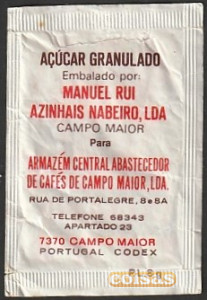 AÇÚCAR GRANULADO
Embalado por:
MANUEL RUI
AZINHAIS NABEIRO, LDA
CAMPO MAIOR
Para
ARMAZÉM CENTRAL ABASTECEDOR
DE CAFÉS DE CAMPO MAIOR, LDA.
RUA DE PORTALEGRE, 8 e 8A
TELEFONE 68343
APARTADO 23
7370 CAMPO MAIOR
PORTUGAL CODEX
coisas